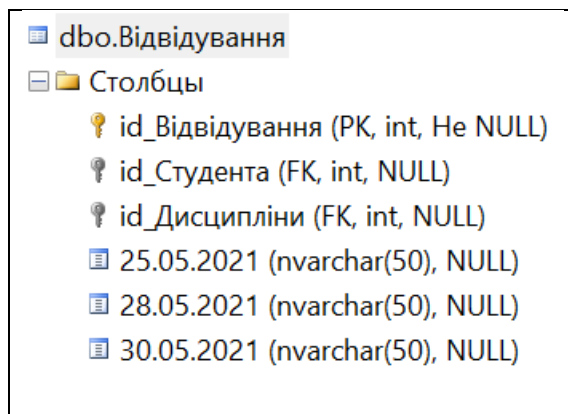 dbo.Відвідування
Столбцы
id_Відвідування (PK, int, Не NULL)
id_Студента (FK, int, NULL)
id_Дисципліни (FK, int, NULL)
25.05.2021 (nvarchar(50), NULL)
28.05.2021 (nvarchar(50), NULL)
30.05.2021 (nvarchar(50), NULL)